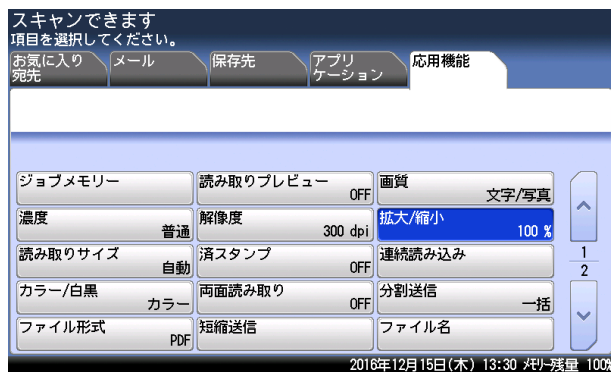 スキャンできます
項目を選択してください。
お気に入り宛先
メール
保存先
アプリケーション
応用機能
ジョブメモリー
読み取りプレビュー
OFF
画質
文字/写真
濃度
普通
解像度
300 dpi
拡大/縮小
100 %
読み取りサイズ
自動
済スタンプ
OFF
連続読み込み
1
2
カラー/白黒
カラー
両面読み取り
OFF
分割送信
一括
ファイル形式
PDF
短縮送信
ファイル名
2016年12月15日(木) 13:30 メモリー残量 100%